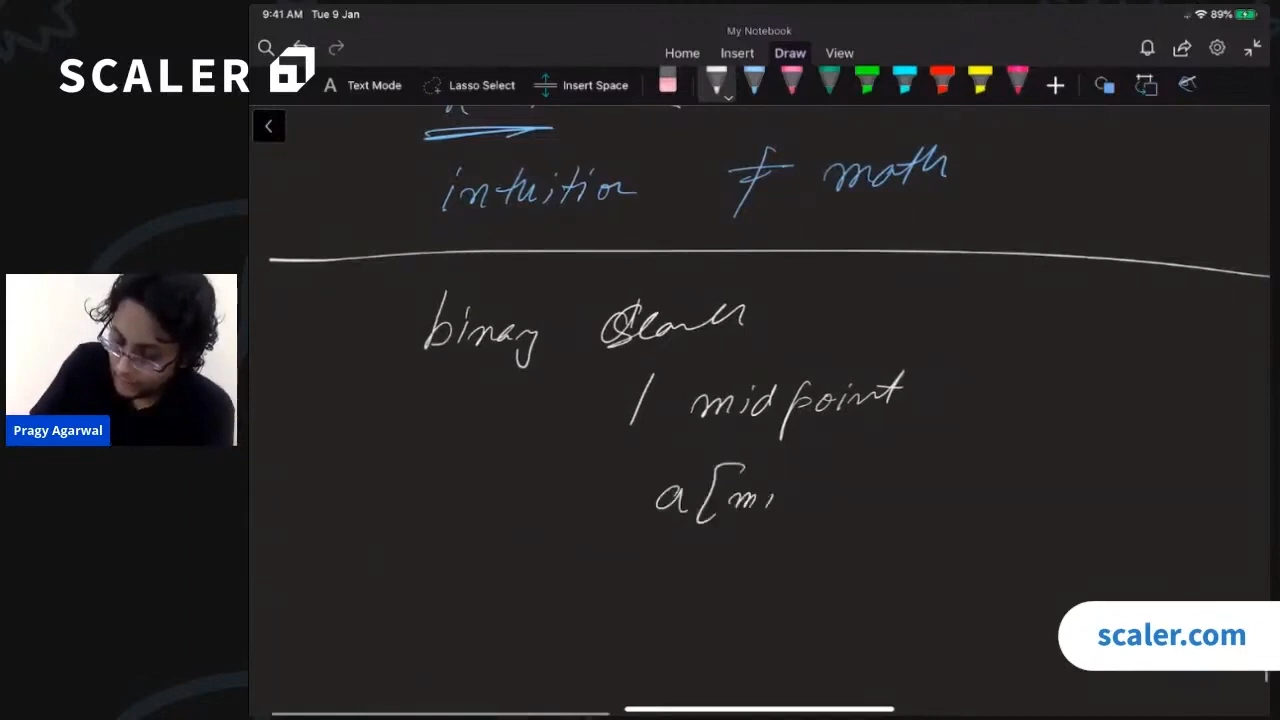 9:41 AM Tue 9 Jan
89%
My Notebook
SCALER
Home Insert Draw View
A Text Mode Lasso Select Insert Space
intuition ≠ math
binary Search
1 midpoint
a[mi
Pragy Agarwal
scaler.com